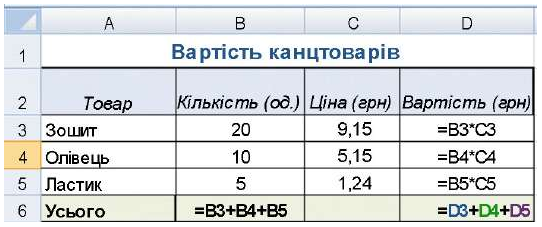 A B C D
1 Вартість канцтоварів
2 Товар Кількість (од.) Ціна (грн) Вартість (грн)
3 Зошит 20 9,15 =B3*C3
4 Олівець 10 5,15 =B4*C4
5 Ластик 5 1,24 =B5*C5
6 Усього =B3+B4+B5 =D3+D4+D5